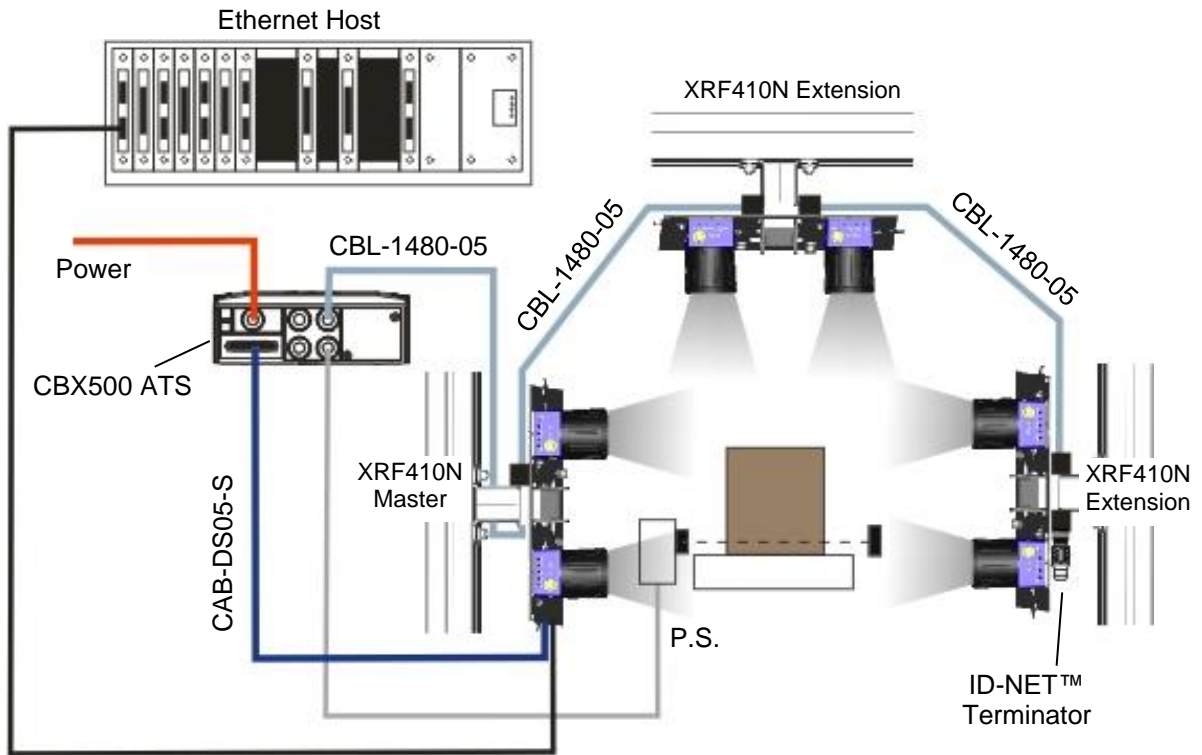 Ethernet Host
XRF410N Extension
CBL-1480-05
CBL-1480-05
CBL-1480-05
Power
CBX500 ATS
XRF410N
Master
XRF410N
Extension
CAB-DS05-S
P.S.
ID-NET™
Terminator